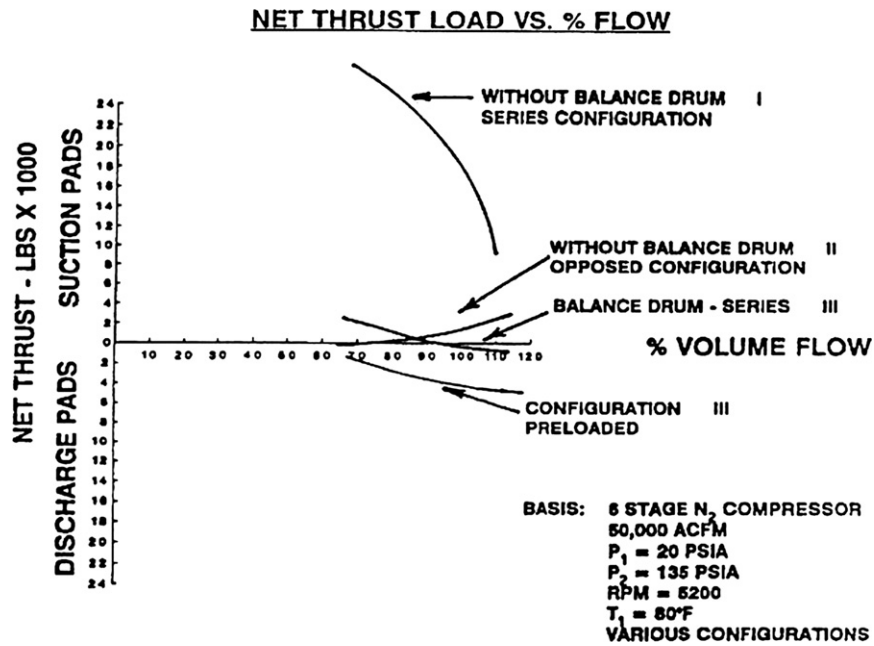 NET THRUST LOAD VS. % FLOW
WITHOUT BALANCE DRUM I
SERIES CONFIGURATION
WITHOUT BALANCE DRUM II
OPPOSED CONFIGURATION
BALANCE DRUM - SERIES III
% VOLUME FLOW
CONFIGURATION III
PRELOADED
NET THRUST - LBS X 1000
SUCTION PADS
DISCHARGE PADS
24
22
20
18
16
14
12
10
8
6
4
2
0
2
4
6
8
10
12
14
16
18
20
22
24
10 20 30 40 50 60 70 80 90 100 110 120
BASIS: 6 STAGE N₂ COMPRESSOR
50,000 ACFM
P₁ = 20 PSIA
P₂ = 135 PSIA
RPM = 5200
T₁ = 80°F
VARIOUS CONFIGURATIONS